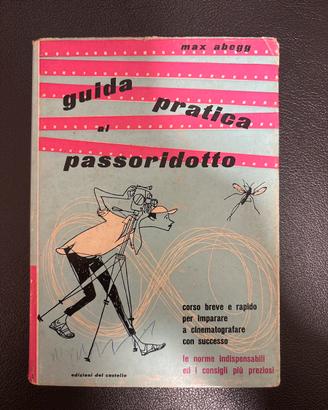 max abegg
guida
pratica
al
passoridotto
corso breve e rapido
per imparare
a cinematografare
con successo
le norme indispensabili
ed i consigli più preziosi
edizioni del castello